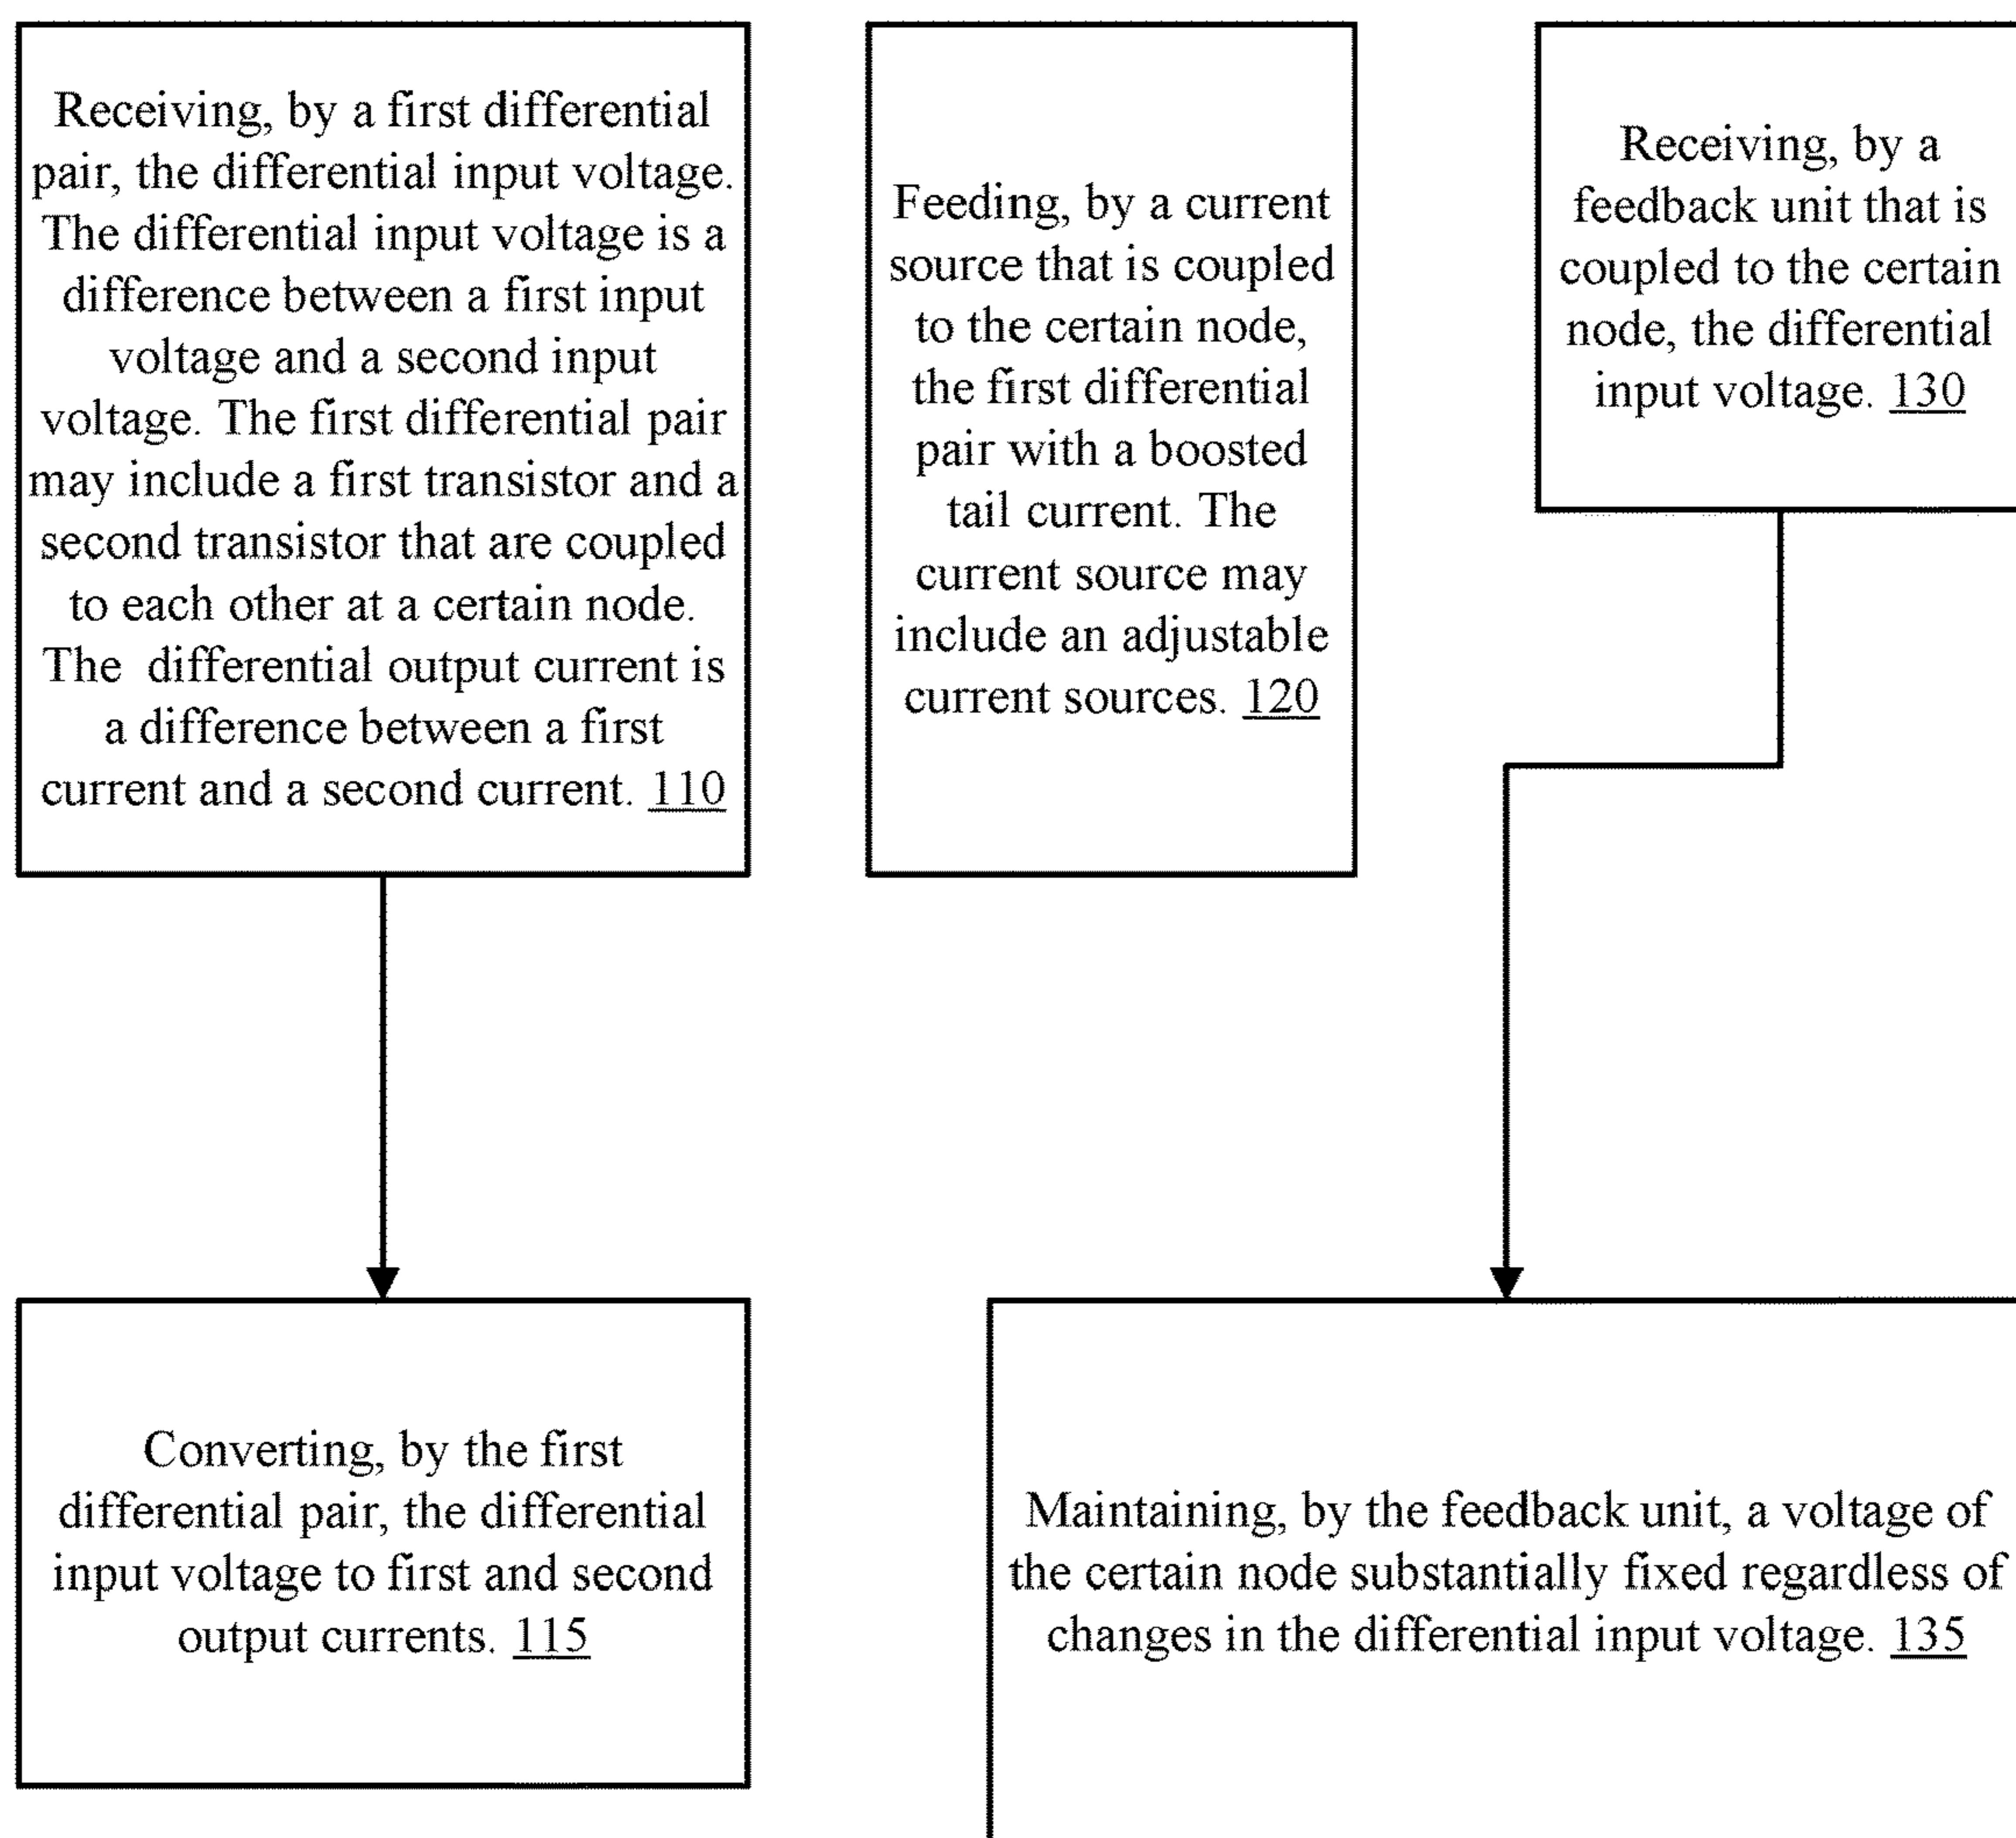 Receiving, by a first differential
pair, the differential input voltage.
The differential input voltage is a
difference between a first input
voltage and a second input
voltage. The first differential pair
may include a first transistor and a
second transistor that are coupled
to each other at a certain node.
The differential output current is
a difference between a first
current and a second current. 110
Feeding, by a current
source that is coupled
to the certain node,
the first differential
pair with a boosted
tail current. The
current source may
include an adjustable
current sources. 120
Receiving, by a
feedback unit that is
coupled to the certain
node, the differential
input voltage. 130
Converting, by the first
differential pair, the differential
input voltage to first and second
output currents. 115
Maintaining, by the feedback unit, a voltage of
the certain node substantially fixed regardless of
changes in the differential input voltage. 135